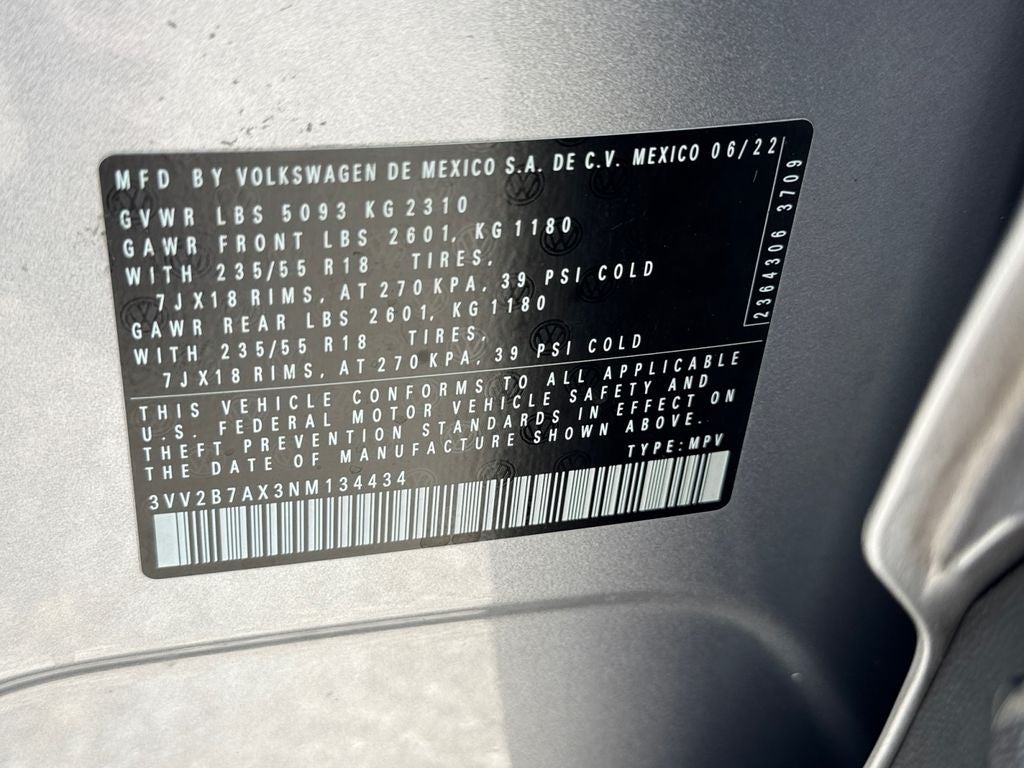 MFD BY VOLKSWAGEN DE MEXICO S.A. DE C.V. MEXICO 06/22
GVWR LBS 5093 KG 2310
GAWR FRONT LBS 2601, KG 1180
WITH 235/55 R18 TIRES,
7JX18 RIMS, AT 270 KPA, 39 PSI COLD
GAWR REAR LBS 2601, KG 1180
WITH 235/55 R18 TIRES,
7JX18 RIMS, AT 270 KPA, 39 PSI COLD
2364306 3709
THIS VEHICLE CONFORMS TO ALL APPLICABLE
U.S. FEDERAL MOTOR VEHICLE SAFETY AND
THEFT PREVENTION STANDARDS IN EFFECT ON
THE DATE OF MANUFACTURE SHOWN ABOVE.
TYPE: MPV
3VV2B7AX3NM134434